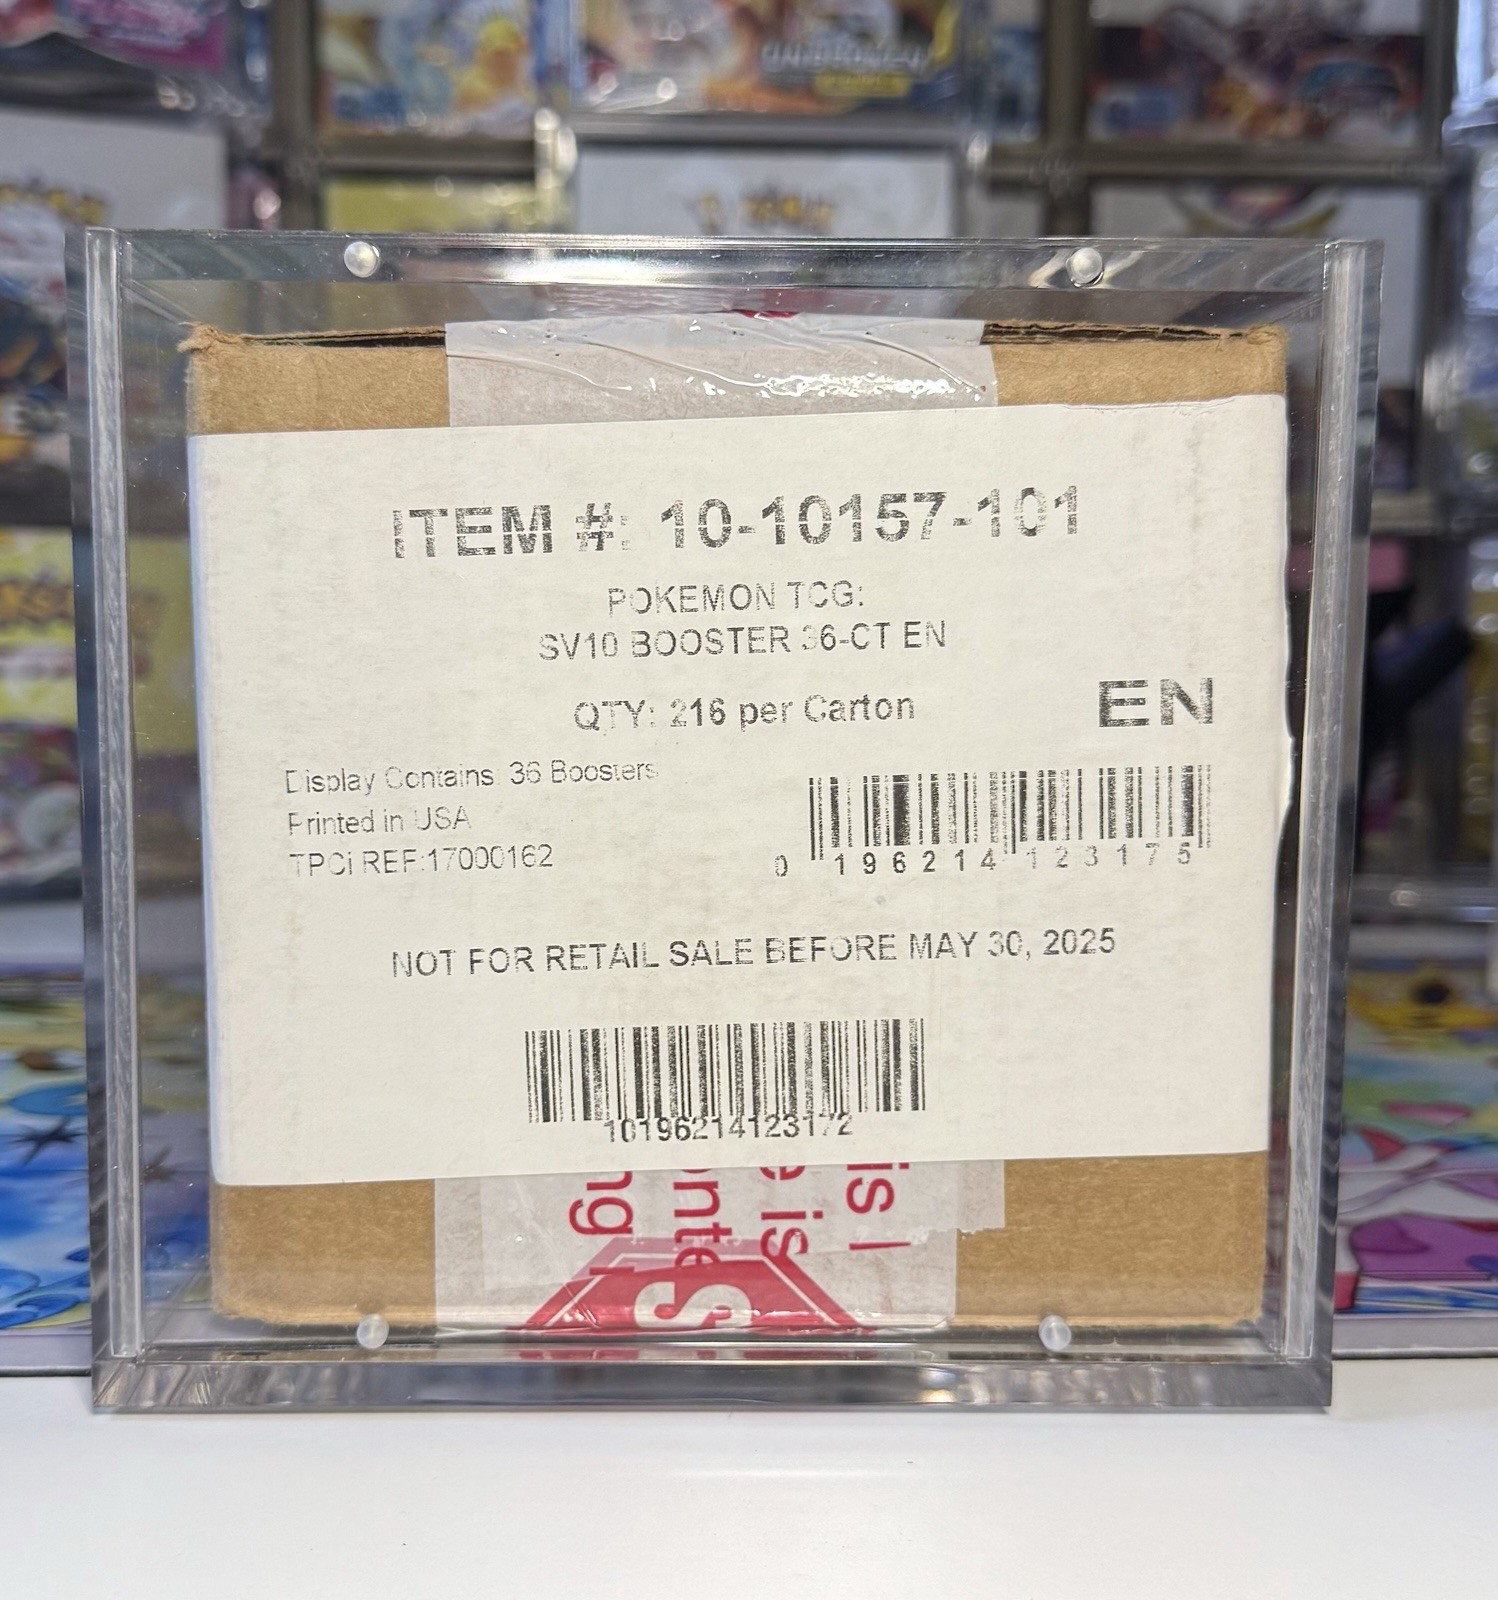 ITEM #: 10-10157-101
POKEMON TCG:
SV10 BOOSTER 36-CT EN
QTY: 216 per Carton
EN
Display Contains: 36 Boosters
Printed in USA
TPCi REF:17000162
0 196214 123175
NOT FOR RETAIL SALE BEFORE MAY 30, 2025
10196214123172
is
is
S